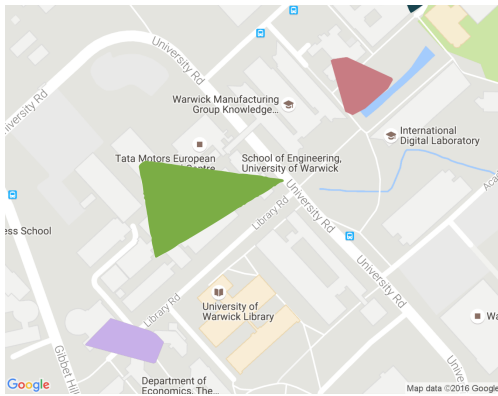 University Rd
University Rd
Warwick Manufacturing
Group Knowledge...
International
Digital Laboratory
Tata Motors European
Centre
School of Engineering,
University of Warwick
Library Rd
University Rd
ess School
University Rd
Library Rd
University of
Warwick Library
Wa
Gibbet Hill
Department of
Economics, The...
Google
Map data ©2016 Google